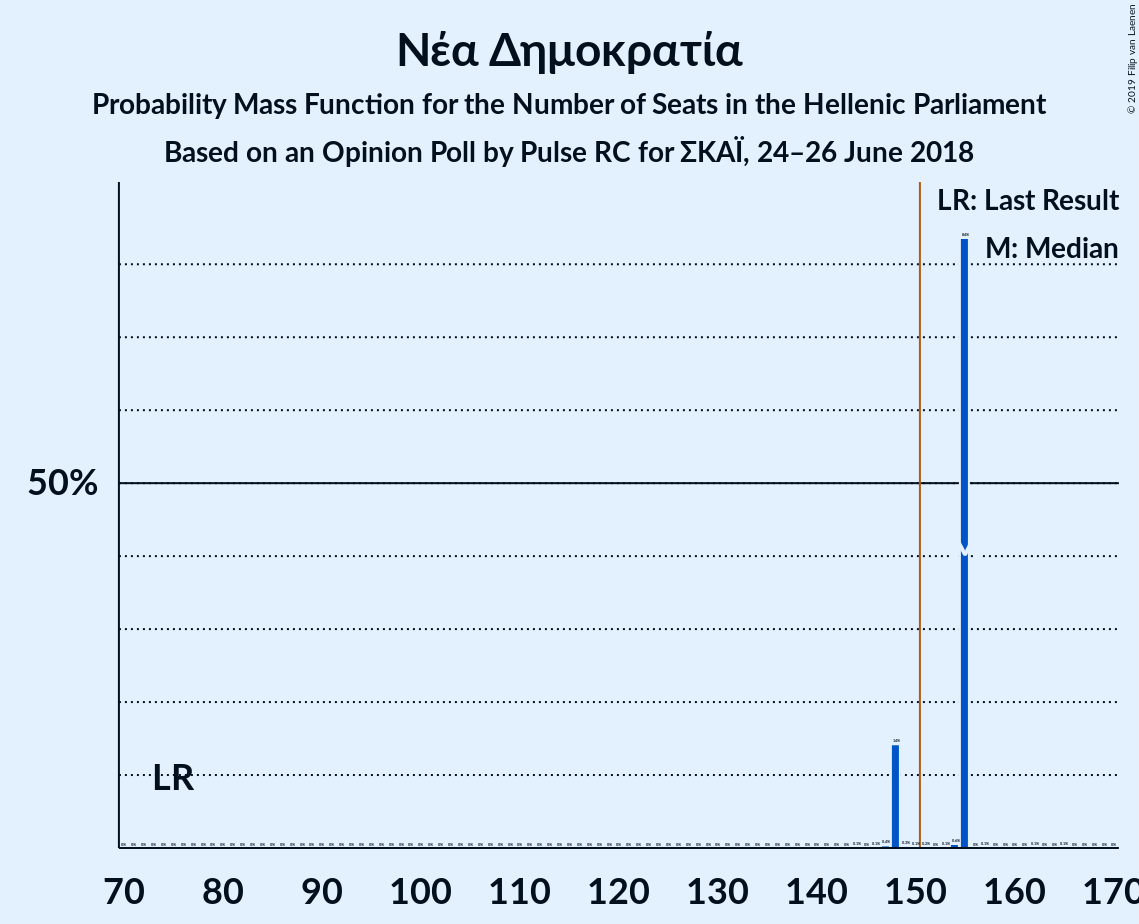 Νέα Δημοκρατία
Probability Mass Function for the Number of Seats in the Hellenic Parliament
Based on an Opinion Poll by Pulse RC for ΣΚΑΪ, 24–26 June 2018
© 2019 Filip van Laenen
LR: Last Result
M: Median
50%
LR
70 80 90 100 110 120 130 140 150 160 170